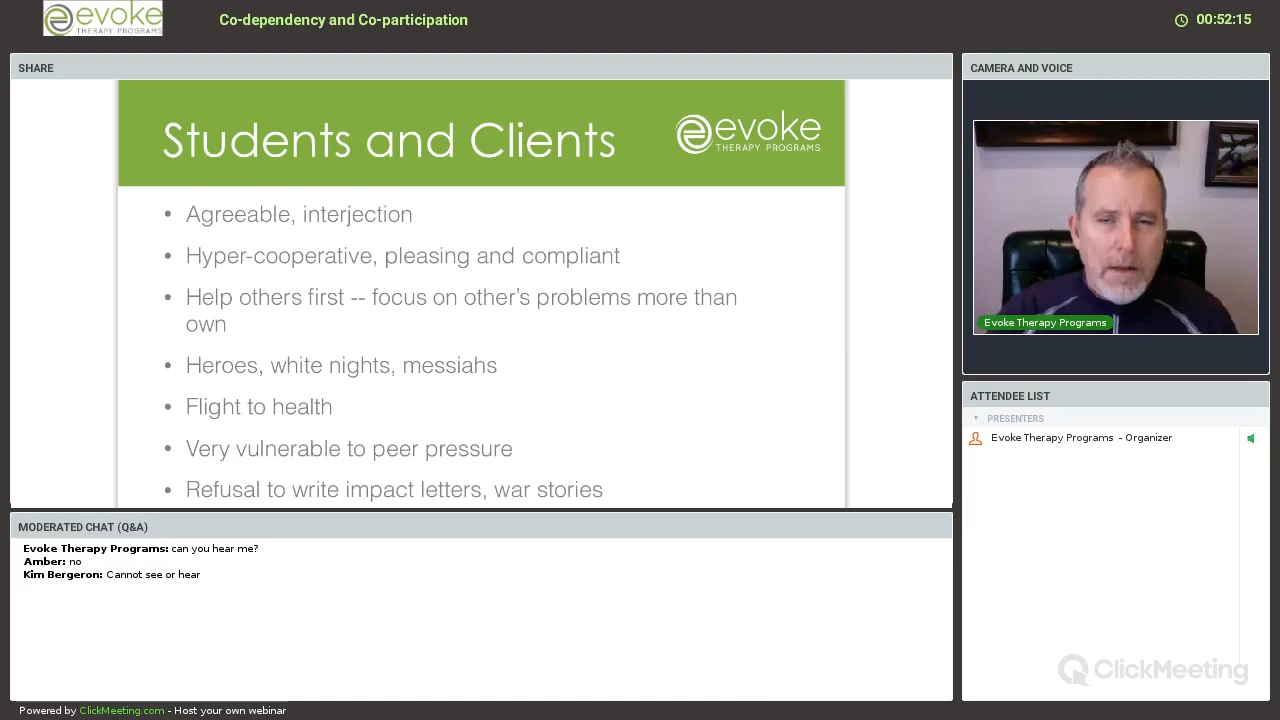 evoke
THERAPY PROGRAMS
Co-dependency and Co-participation
00:52:15
SHARE
Students and Clients
evoke
THERAPY PROGRAMS
• Agreeable, interjection
• Hyper-cooperative, pleasing and compliant
• Help others first -- focus on other's problems more than
own
• Heroes, white nights, messiahs
• Flight to health
• Very vulnerable to peer pressure
• Refusal to write impact letters, war stories
MODERATED CHAT (Q&A)
Evoke Therapy Programs: can you hear me?
Amber: no
Kim Bergeron: Cannot see or hear
CAMERA AND VOICE
Evoke Therapy Programs
ATTENDEE LIST
PRESENTERS
Evoke Therapy Programs - Organizer
ClickMeeting
Powered by ClickMeeting.com - Host your own webinar